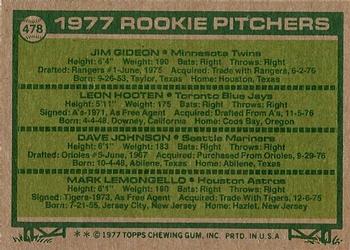 478
1977 ROOKIE PITCHERS
JIM GIDEON • Minnesota Twins
Height: 6'4" Weight: 190 Bats: Right Throws: Right
Drafted: Rangers #1-June, 1975 Acquired: Trade with Rangers, 6-2-76
Born: 9-26-53, Taylor, Texas Home: Houston, Texas
LEON HOOTEN • Toronto Blue Jays
Height: 5'11" Weight: 175 Bats: Right Throws: Right
Signed: A's-1971, As Free Agent Acquired: Drafted From A's, 11-5-76
Born: 4-4-48, Downey, California Home: Coos Bay, Oregon
DAVE JOHNSON • Seattle Mariners
Height: 6'1" Weight: 183 Bats: Right Throws: Right
Drafted: Orioles #5-June, 1967 Acquired: Purchased From Orioles, 9-29-76
Born: 10-4-48, Abilene, Texas Home: Abilene, Texas
MARK LEMONGELLO • Houston Astros
Height: 6'1" Weight: 180 Bats: Right Throws: Right
Signed: Tigers-1973, As Free Agent Acquired: Trade with Tigers, 12-6-75
Born: 7-21-55, Jersey City, New Jersey Home: Hazlet, New Jersey
** © 1977 TOPPS CHEWING GUM, INC. PRTD. IN U.S.A.